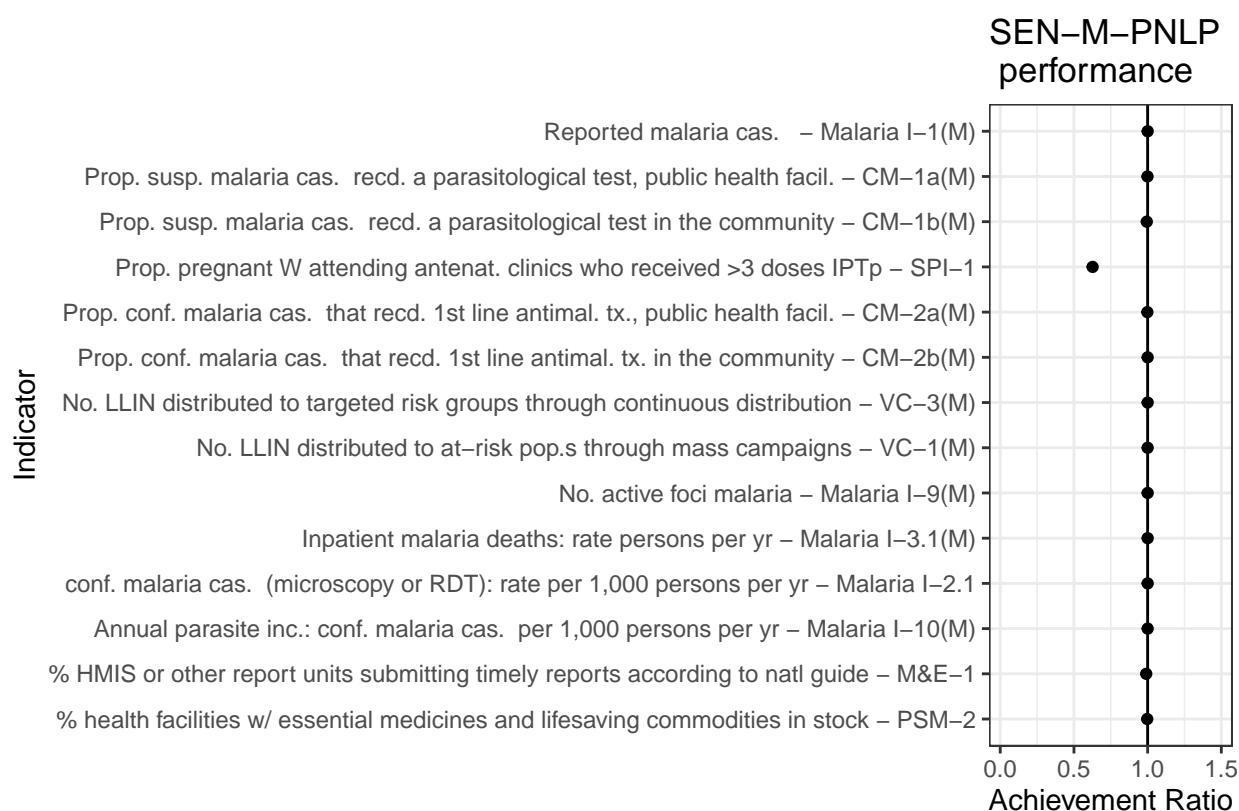 SEN−M−PNLP
performance
Reported malaria cas.   − Malaria I−1(M)
Prop. susp. malaria cas.  recd. a parasitological test, public health facil. − CM−1a(M)
Prop. susp. malaria cas.  recd. a parasitological test in the community − CM−1b(M)
Prop. pregnant W attending antenat. clinics who received >3 doses IPTp − SPI−1
Prop. conf. malaria cas.  that recd. 1st line antimal. tx., public health facil. − CM−2a(M)
Prop. conf. malaria cas.  that recd. 1st line antimal. tx. in the community − CM−2b(M)
No. LLIN distributed to targeted risk groups through continuous distribution − VC−3(M)
No. LLIN distributed to at−risk pop.s through mass campaigns − VC−1(M)
No. active foci malaria − Malaria I−9(M)
Inpatient malaria deaths: rate persons per yr − Malaria I−3.1(M)
conf. malaria cas.  (microscopy or RDT): rate per 1,000 persons per yr − Malaria I−2.1
Annual parasite inc.: conf. malaria cas.  per 1,000 persons per yr − Malaria I−10(M)
% HMIS or other report units submitting timely reports according to natl guide − M&E−1
% health facilities w/ essential medicines and lifesaving commodities in stock − PSM−2
Indicator
0.0 0.5 1.0 1.5
Achievement Ratio